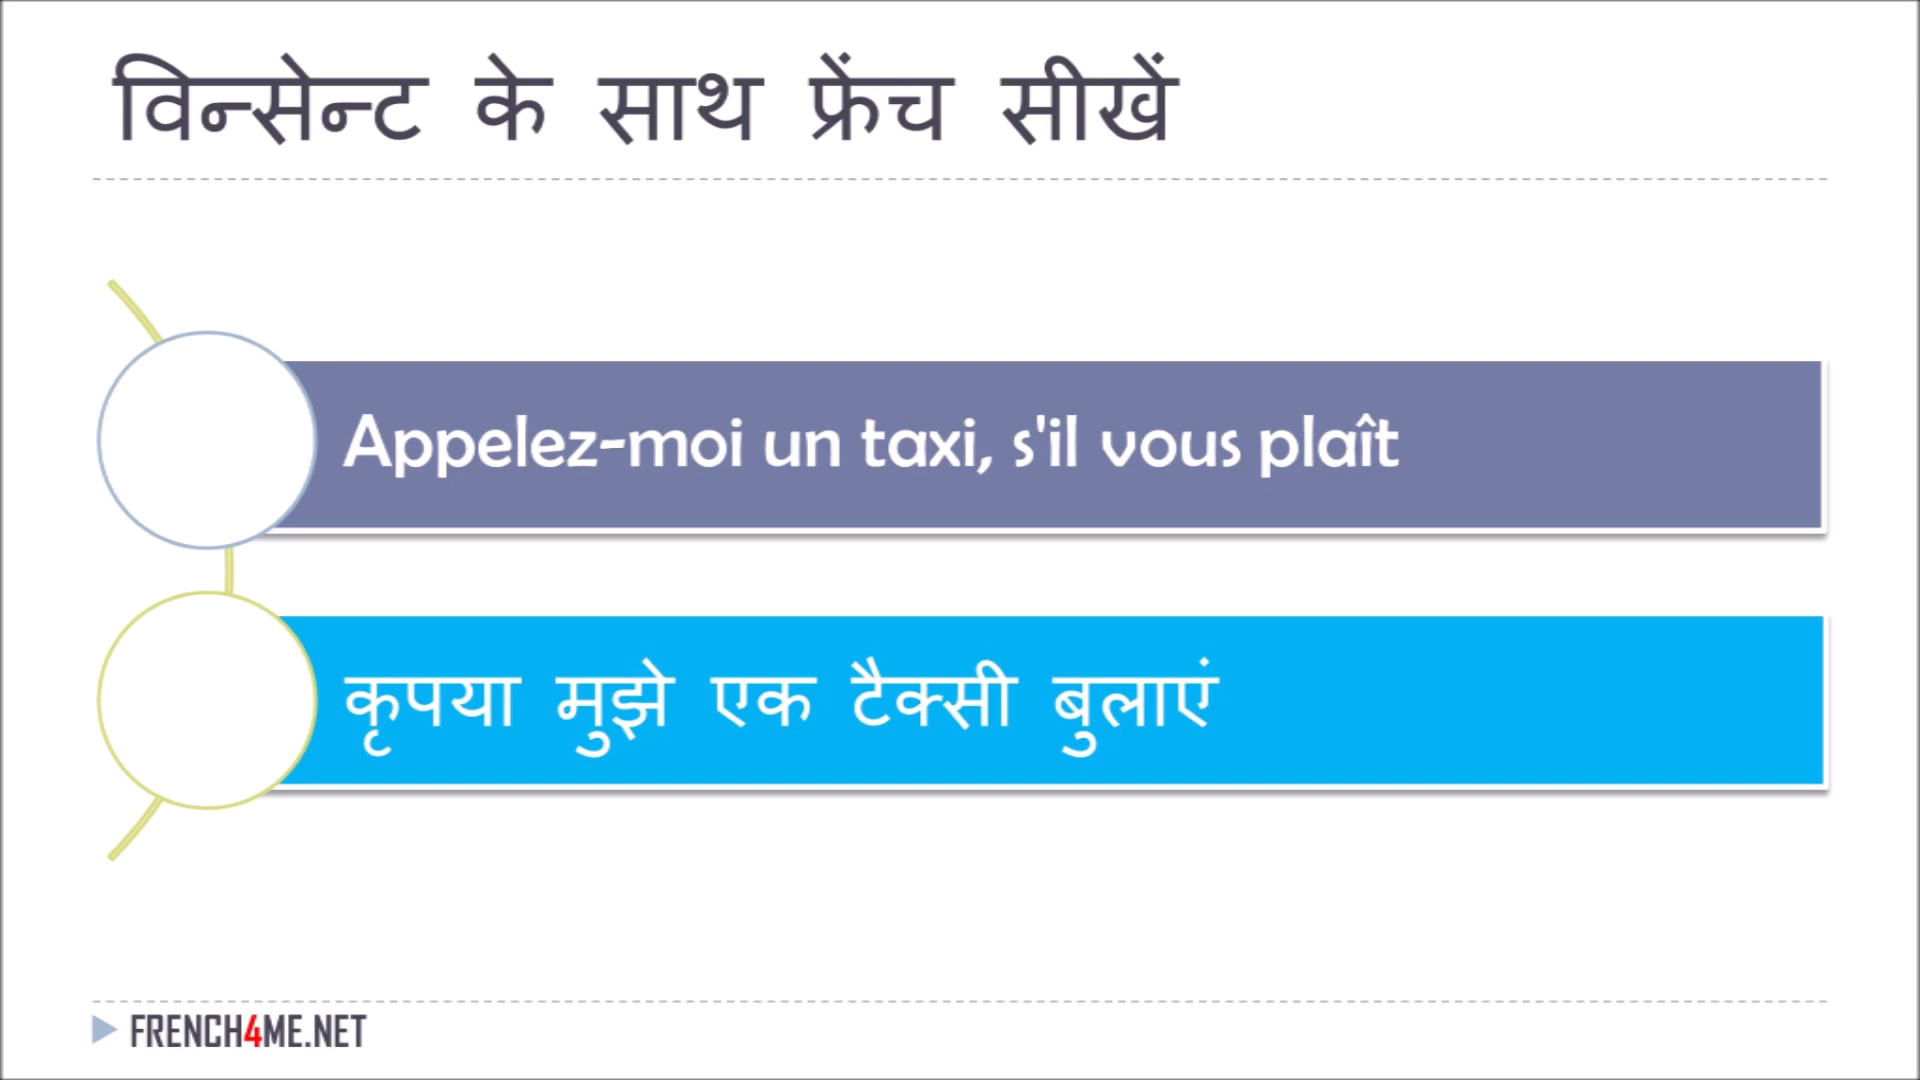 विन्सेन्ट के साथ फ्रेंच सीखें
Appelez-moi un taxi, s'il vous plaît
कृपया मुझे एक टैक्सी बुलाएं
FRENCH4ME.NET